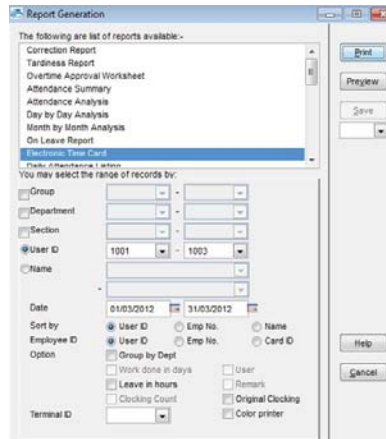 Report Generation
The following are list of reports available:-
Correction Report
Tardiness Report
Overtime Approval Worksheet
Attendance Summary
Attendance Analysis
Day by Day Analysis
Month by Month Analysis
On Leave Report
Electronic Time Card
Daily Attendance Listing
You may select the range of records by:
Group -
Department -
Section -
User ID 1001 - 1003
Name
-
Date 01/03/2012 31/03/2012
Sort by User ID Emp No. Name
Employee ID User ID Emp No. Card ID
Option Group by Dept
Work done in days User
Leave in hours Remark
Clocking Count Original Clocking
Terminal ID Color printer
Print
Preview
Save
Help
Cancel